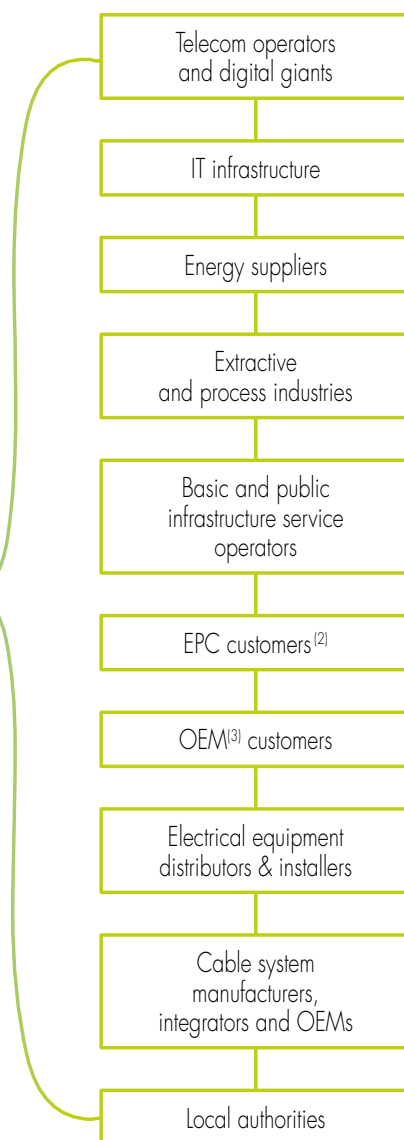 Telecom operators
and digital giants
IT infrastructure
Energy suppliers
Extractive
and process industries
Basic and public
infrastructure service
operators
EPC customers (2)
OEM(3) customers
Electrical equipment
distributors & installers
Cable system
manufacturers,
integrators and OEMs
Local authorities